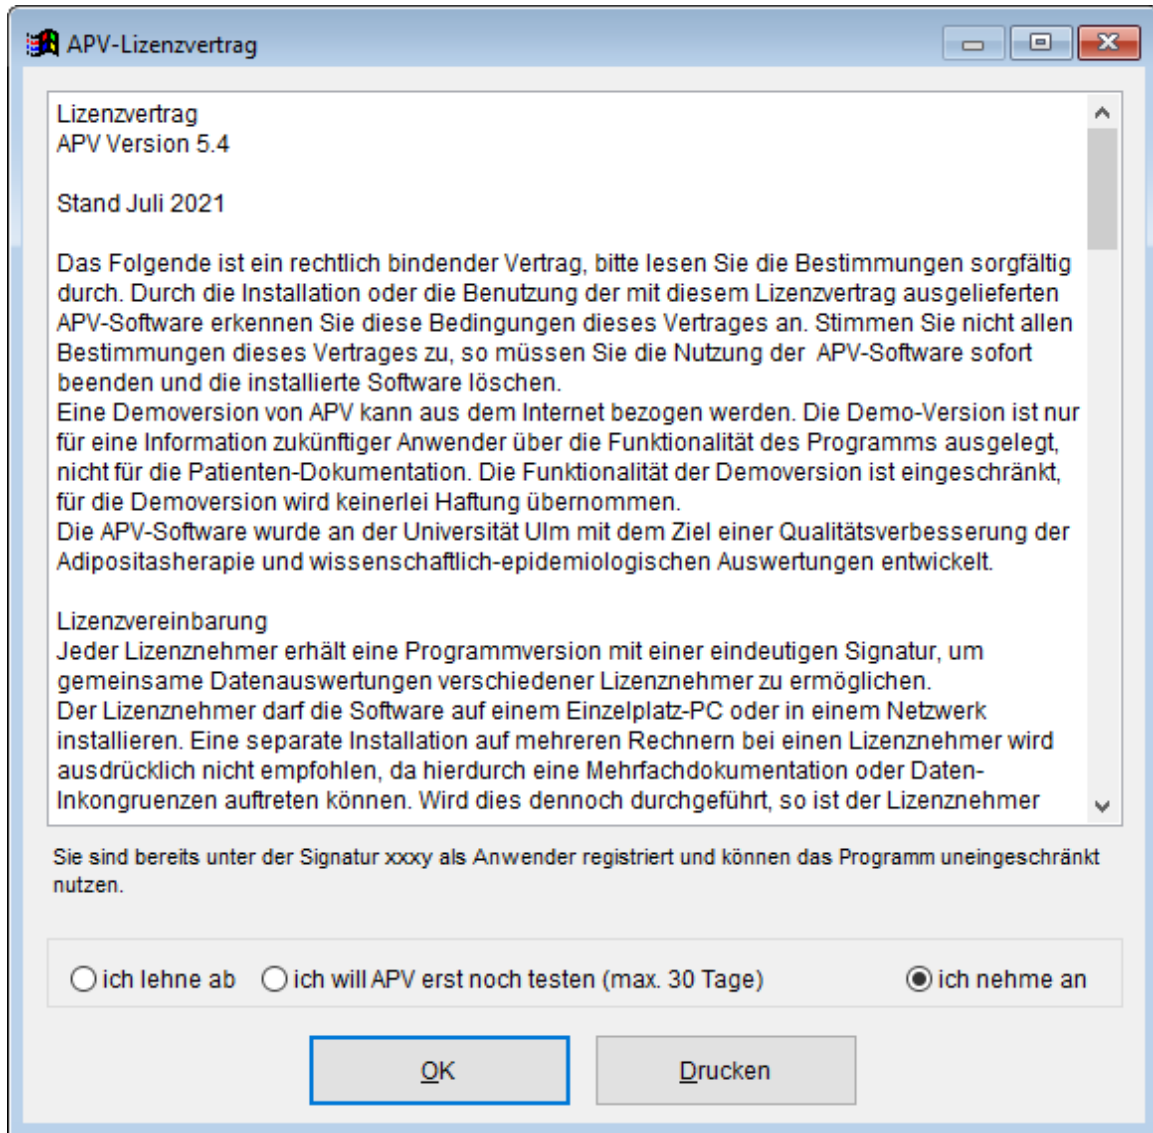 APV-Lizenzvertrag
Lizenzvertrag
APV Version 5.4
Stand Juli 2021
Das Folgende ist ein rechtlich bindender Vertrag, bitte lesen Sie die Bestimmungen sorgfältig
durch. Durch die Installation oder die Benutzung der mit diesem Lizenzvertrag ausgelieferten
APV-Software erkennen Sie diese Bedingungen dieses Vertrages an. Stimmen Sie nicht allen
Bestimmungen dieses Vertrages zu, so müssen Sie die Nutzung der  APV-Software sofort
beenden und die installierte Software löschen.
Eine Demoversion von APV kann aus dem Internet bezogen werden. Die Demo-Version ist nur
für eine Information zukünftiger Anwender über die Funktionalität des Programms ausgelegt,
nicht für die Patienten-Dokumentation. Die Funktionalität der Demoversion ist eingeschränkt,
für die Demoversion wird keinerlei Haftung übernommen.
Die APV-Software wurde an der Universität Ulm mit dem Ziel einer Qualitätsverbesserung der
Adipositasherapie und wissenschaftlich-epidemiologischen Auswertungen entwickelt.
Lizenzvereinbarung
Jeder Lizenznehmer erhält eine Programmversion mit einer eindeutigen Signatur, um
gemeinsame Datenauswertungen verschiedener Lizenznehmer zu ermöglichen.
Der Lizenznehmer darf die Software auf einem Einzelplatz-PC oder in einem Netzwerk
installieren. Eine separate Installation auf mehreren Rechnern bei einen Lizenznehmer wird
ausdrücklich nicht empfohlen, da hierdurch eine Mehrfachdokumentation oder Daten-
Inkongruenzen auftreten können. Wird dies dennoch durchgeführt, so ist der Lizenznehmer
Sie sind bereits unter der Signatur xxxy als Anwender registriert und können das Programm uneingeschränkt
nutzen.
ich lehne ab ich will APV erst noch testen (max. 30 Tage) ich nehme an
OK Drucken